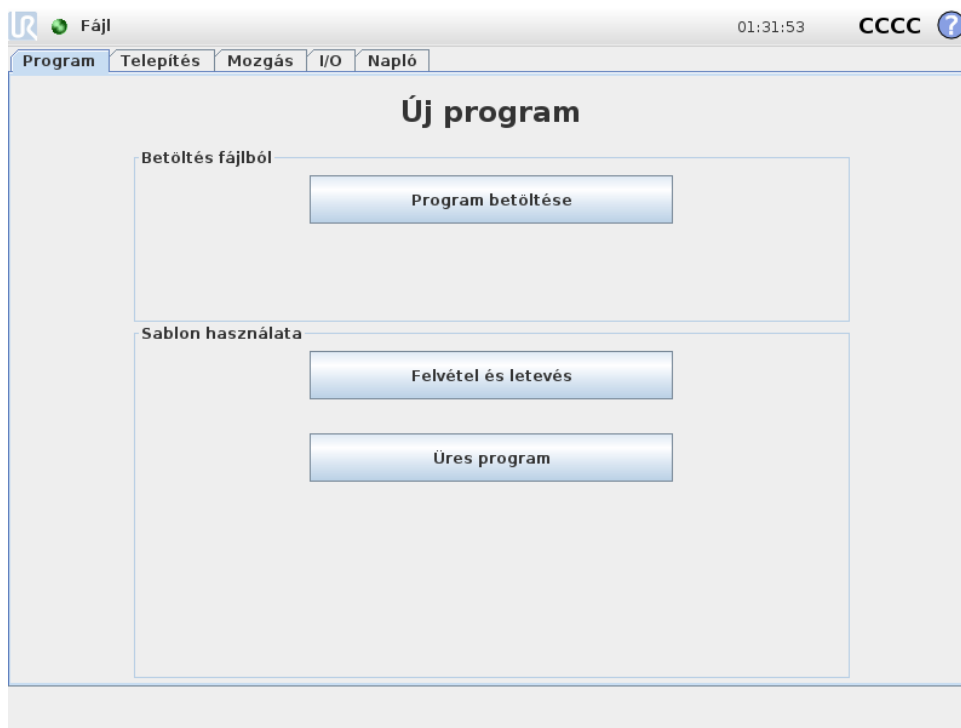 UR Fájl 01:31:53 CCCC ?
Program Telepítés Mozgás I/O Napló
Új program
Betöltés fájlból
Program betöltése
Sablon használata
Felvétel és letevés
Üres program